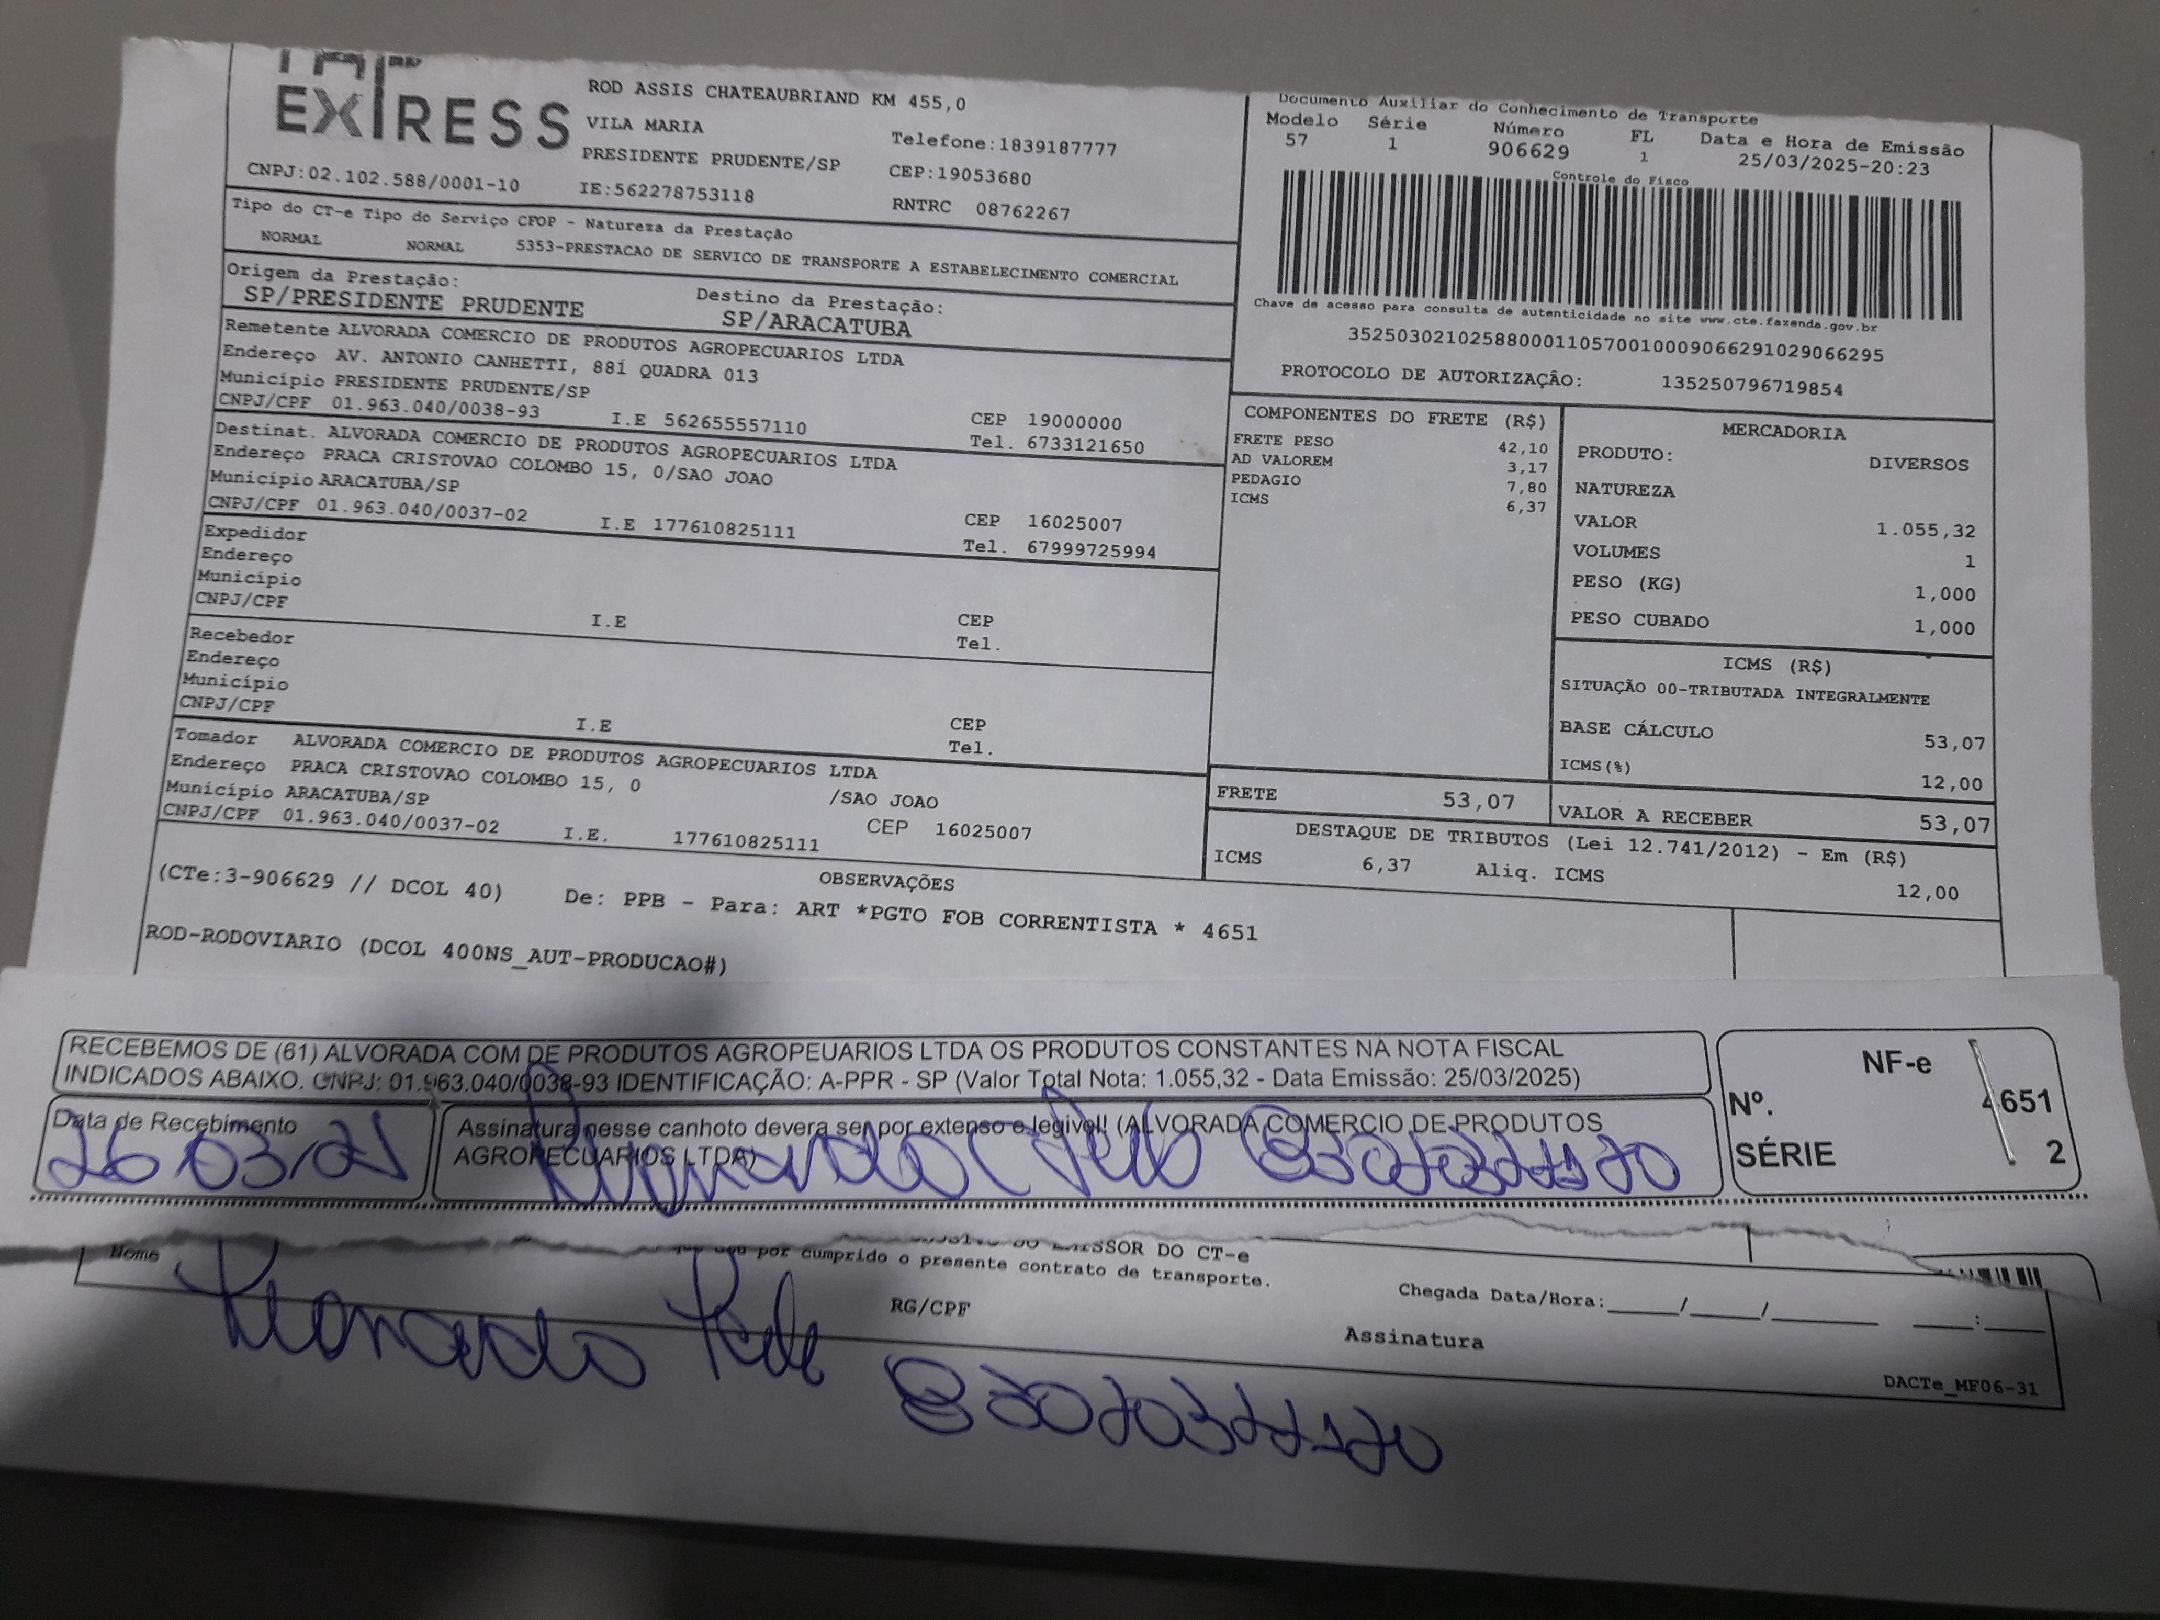 EXPRESS
ROD ASSIS CHATEAUBRIAND KM 455,0
VILA MARIA
Telefone:1839187777
PRESIDENTE PRUDENTE/SP
CEP:19053680
CNPJ:02.102.588/0001-10
IE:562278753118
RNTRC 08762267
Documento Auxiliar do Conhecimento de Transporte
Modelo Série Número FL Data e Hora de Emissão
57 1 906629 1 25/03/2025-20:23
Controle do Fisco
Chave de acesso para consulta de autenticidade no site www.cte.fazenda.gov.br
35250302102588000110570010009066291029066295
PROTOCOLO DE AUTORIZAÇÂO: 135250796719854
Tipo do CT-e Tipo do Serviço CFOP - Natureza da Prestação
NORMAL NORMAL 5353-PRESTACAO DE SERVICO DE TRANSPORTE A ESTABELECIMENTO COMERCIAL
Origem da Prestação: Destino da Prestação:
SP/PRESIDENTE PRUDENTE SP/ARACATUBA
Remetente ALVORADA COMERCIO DE PRODUTOS AGROPECUARIOS LTDA
Endereço AV. ANTONIO CANHETTI, 881 QUADRA 013
Município PRESIDENTE PRUDENTE/SP CEP 19000000
CNPJ/CPF 01.963.040/0038-93 I.E 562655557110 Tel. 6733121650
Destinat. ALVORADA COMERCIO DE PRODUTOS AGROPECUARIOS LTDA
Endereço PRACA CRISTOVAO COLOMBO 15, 0/SAO JOAO
Município ARACATUBA/SP CEP 16025007
CNPJ/CPF 01.963.040/0037-02 I.E 177610825111 Tel. 67999725994
Expedidor
Endereço
Município CEP
CNPJ/CPF I.E Tel.
Recebedor
Endereço
Município CEP
CNPJ/CPF I.E Tel.
Tomador ALVORADA COMERCIO DE PRODUTOS AGROPECUARIOS LTDA
Endereço PRACA CRISTOVAO COLOMBO 15, 0 /SAO JOAO
Município ARACATUBA/SP CEP 16025007
CNPJ/CPF 01.963.040/0037-02 I.E. 177610825111
COMPONENTES DO FRETE (R$)
FRETE PESO 42,10
AD VALOREM 3,17
PEDAGIO 7,80
ICMS 6,37
MERCADORIA
PRODUTO: DIVERSOS
NATUREZA
VALOR 1.055,32
VOLUMES 1
PESO (KG) 1,000
PESO CUBADO 1,000
ICMS (R$)
SITUAÇÃO 00-TRIBUTADA INTEGRALMENTE
BASE CÁLCULO 53,07
ICMS(%) 12,00
FRETE 53,07 VALOR A RECEBER 53,07
DESTAQUE DE TRIBUTOS (Lei 12.741/2012) - Em (R$)
ICMS 6,37 Aliq. ICMS 12,00
OBSERVAÇÕES
(CTe:3-906629 // DCOL 40) De: PPB - Para: ART *PGTO FOB CORRENTISTA * 4651
ROD-RODOVIARIO (DCOL 400NS_AUT-PRODUCAO#)
RECEBEMOS DE (61) ALVORADA COM DE PRODUTOS AGROPEUARIOS LTDA OS PRODUTOS CONSTANTES NA NOTA FISCAL
INDICADOS ABAIXO. CNPJ: 01.963.040/0038-93 IDENTIFICAÇÃO: A-PPR - SP (Valor Total Nota: 1.055,32 - Data Emissão: 25/03/2025)
NF-e
Nº. 4651
SÉRIE 2
Data de Recebimento
26/03/25
Assinatura nesse canhoto devera ser por extenso e legivel! (ALVORADA COMERCIO DE PRODUTOS
AGROPECUARIOS LTDA)
DO EMISSOR DO CT-e
Nome
por cumprido o presente contrato de transporte.
RG/CPF
Chegada Data/Hora:_____/_____/_______ ____:____
Assinatura
DACTe_MF06-31